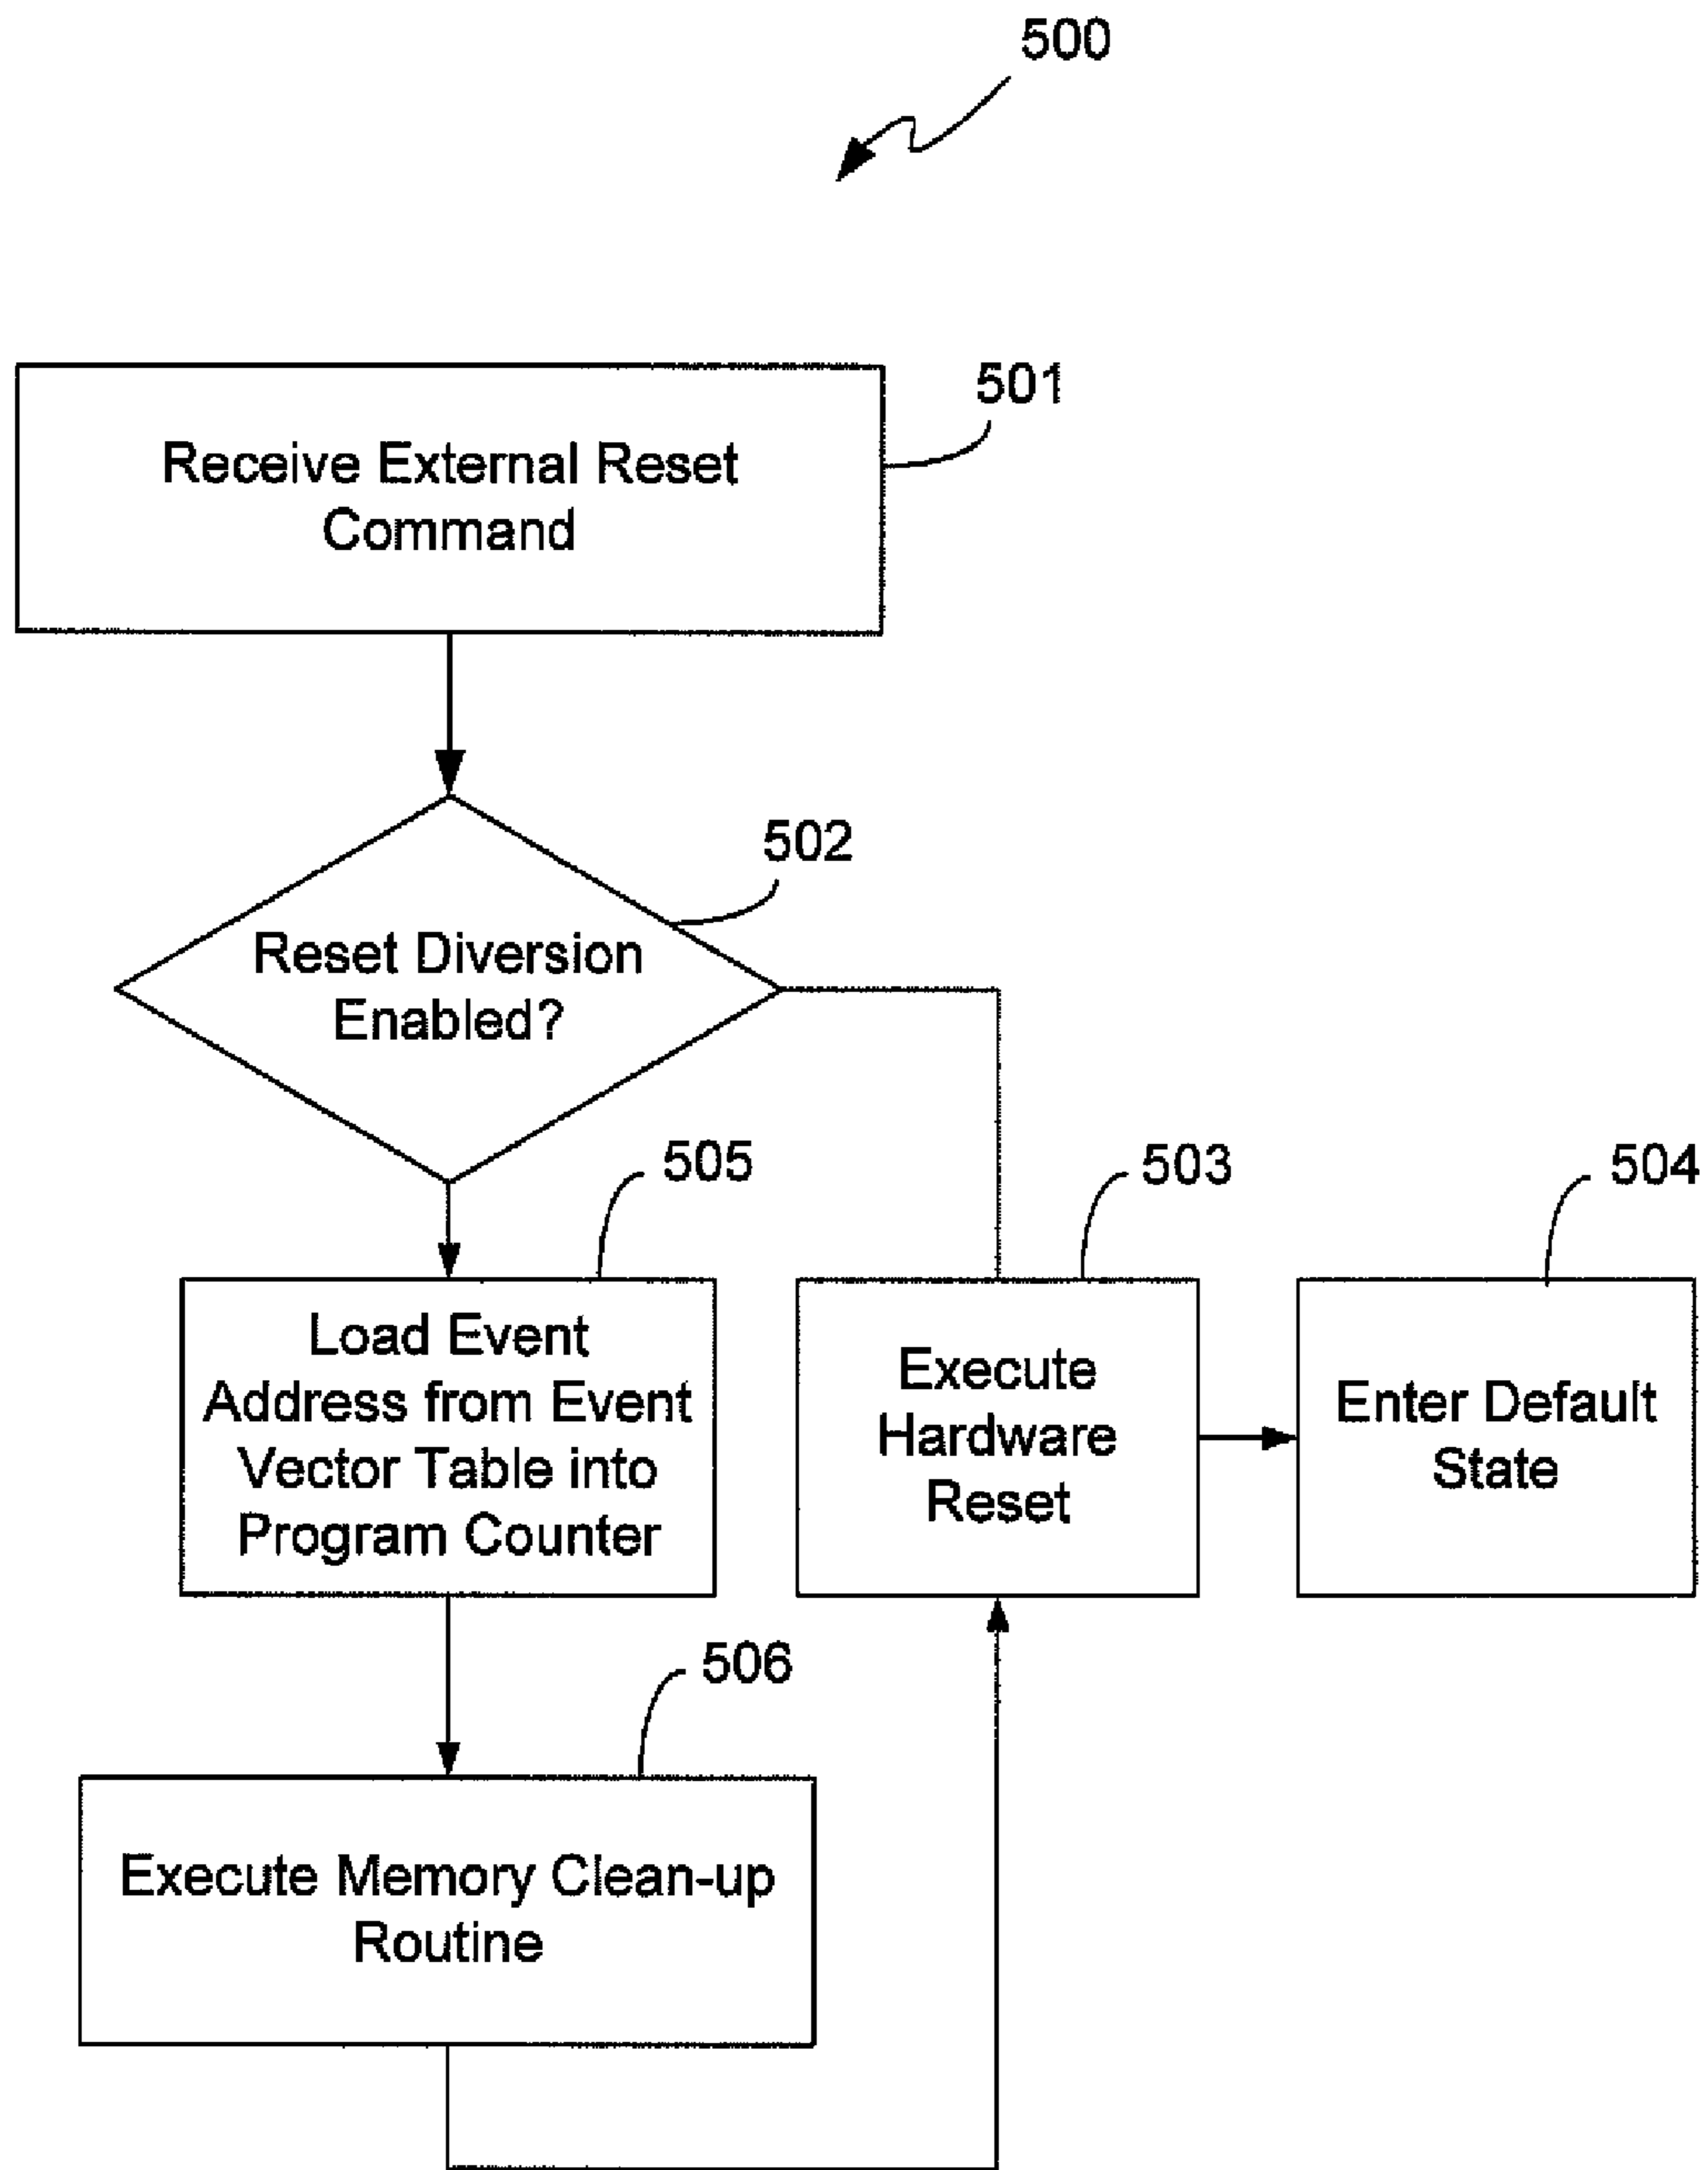 500
501
Receive External Reset
Command
502
Reset Diversion
Enabled?
505
503
504
Load Event
Address from Event
Vector Table into
Program Counter
Execute
Hardware
Reset
Enter Default
State
506
Execute Memory Clean-up
Routine